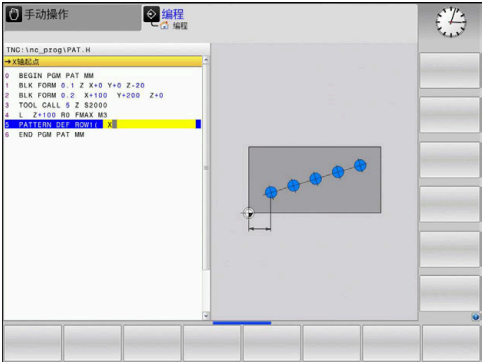 手动操作
编程
编程
TNC:\nc_prog\PAT.H
→X轴起点
0 BEGIN PGM PAT MM
1 BLK FORM 0.1 Z X+0 Y+0 Z-20
2 BLK FORM 0.2 X+100 Y+200 Z+0
3 TOOL CALL 5 Z S2000
4 L Z+100 R0 FMAX M3
5 PATTERN DEF ROW1( X
6 END PGM PAT MM